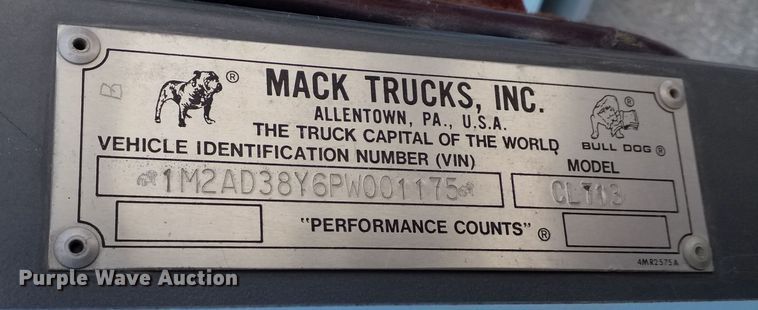 B
® MACK TRUCKS, INC. ®
ALLENTOWN, PA., U.S.A.
THE TRUCK CAPITAL OF THE WORLD
BULL DOG ®
VEHICLE IDENTIFICATION NUMBER (VIN)
MODEL
1M2AD38Y6PW001175
CL713
"PERFORMANCE COUNTS" ®
4MR2575A
Purple Wave Auction